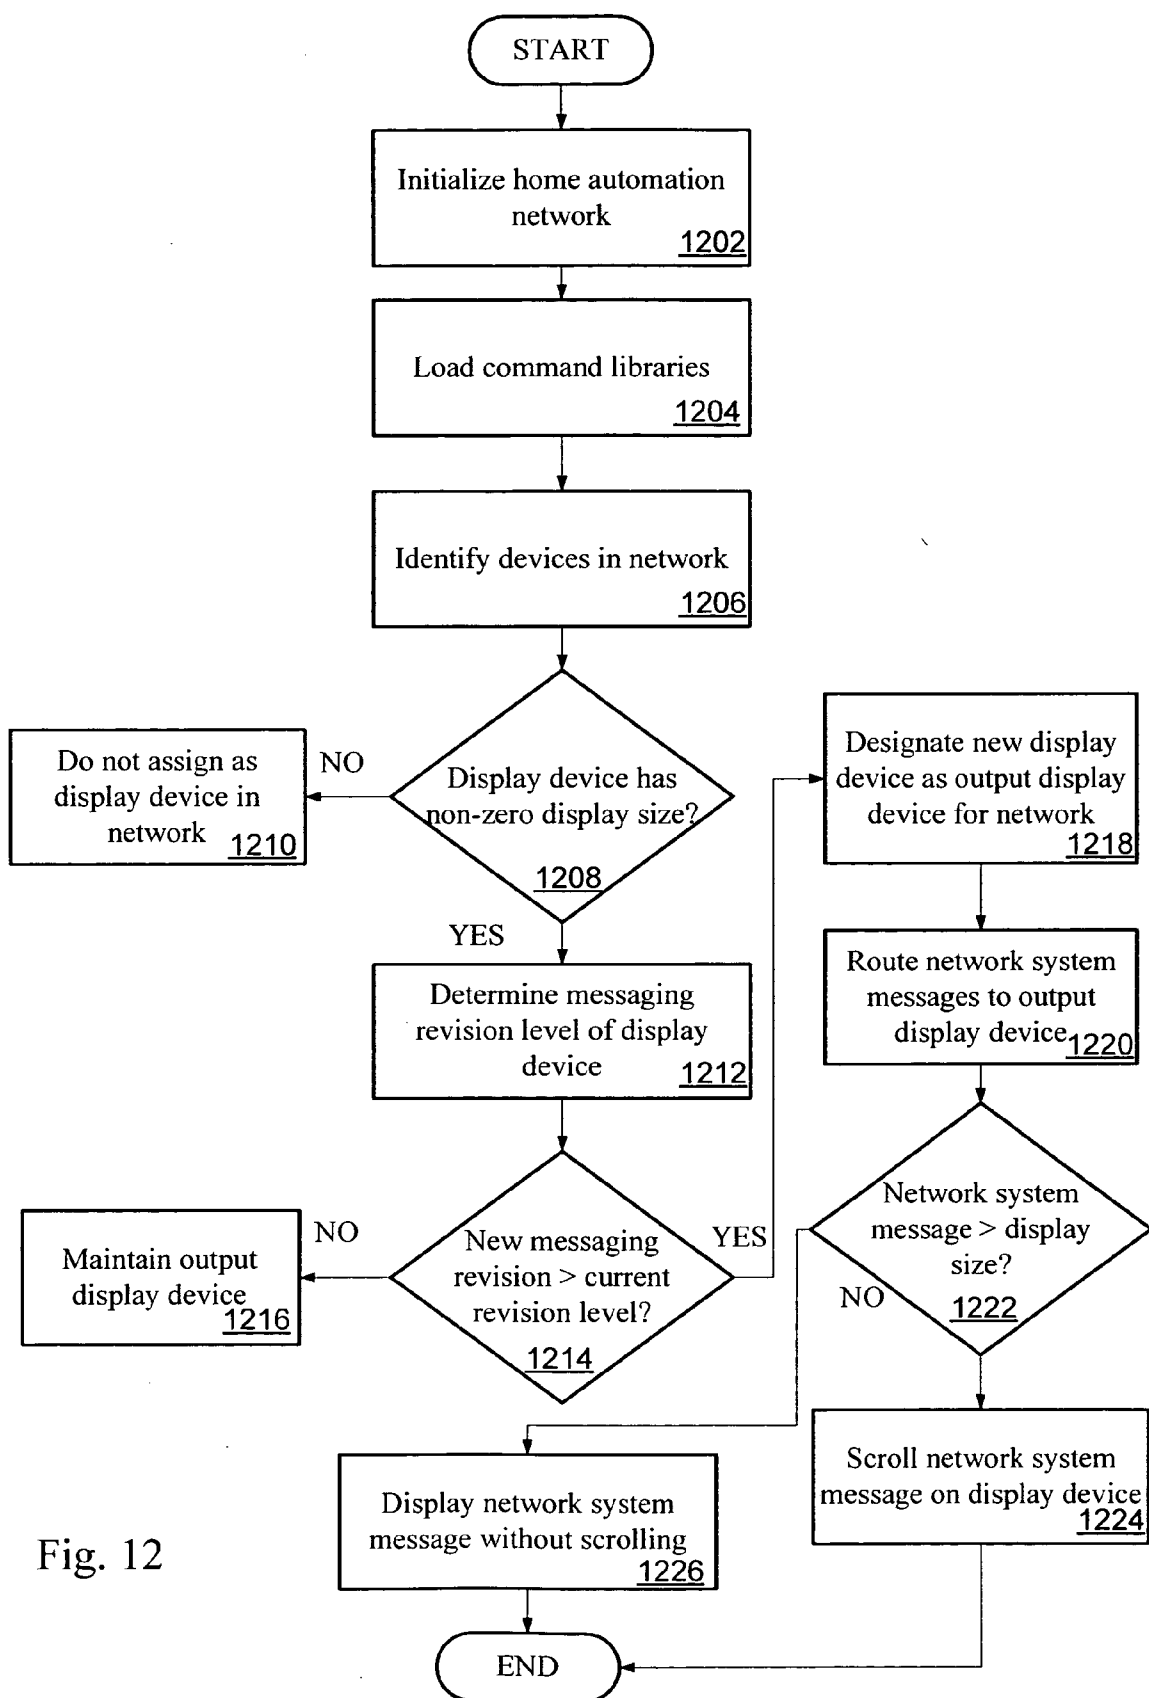 START
Initialize home automation
network
1202
Load command libraries
1204
Identify devices in network
1206
Display device has
non-zero display size?
1208
NO
Do not assign as
display device in
network
1210
YES
Determine messaging
revision level of display
device
1212
New messaging
revision > current
revision level?
1214
NO
Maintain output
display device
1216
YES
Designate new display
device as output display
device for network
1218
Route network system
messages to output
display device
1220
Network system
message > display
size?
1222
NO
Scroll network system
message on display device
1224
Display network system
message without scrolling
1226
END
Fig. 12